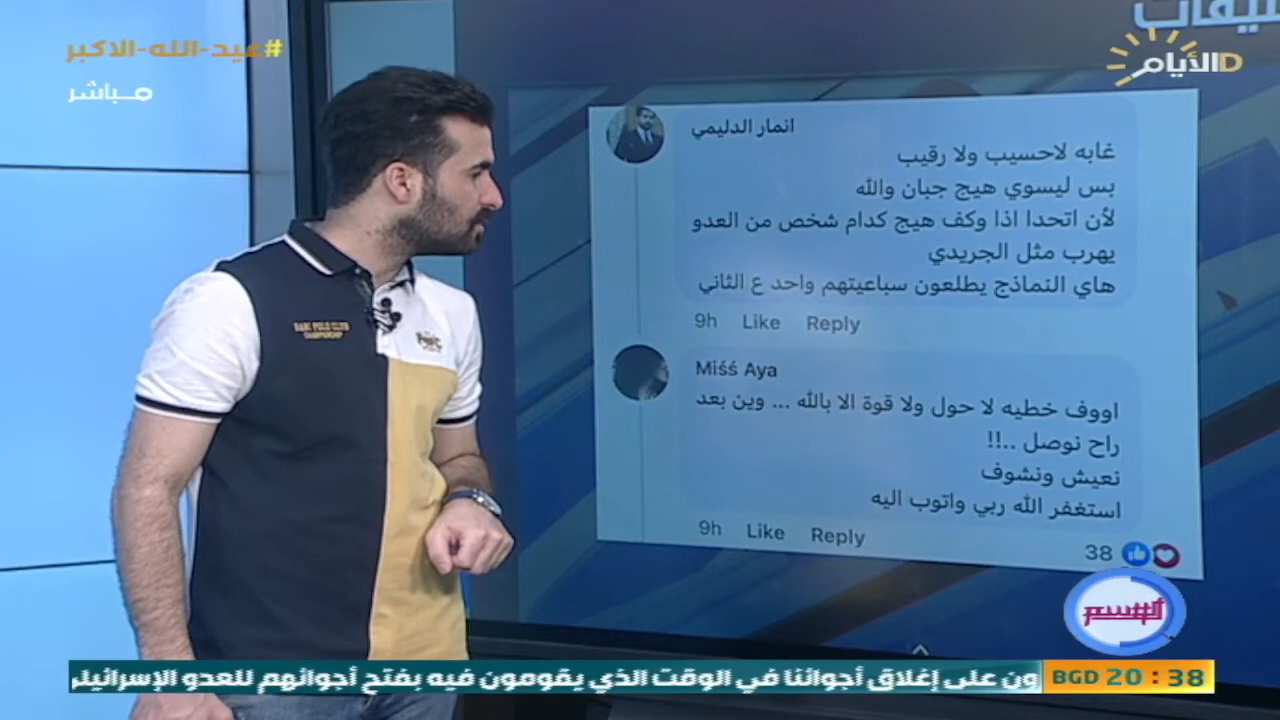 #عيد-الله-الاكبر
مباشر
الأيام
انمار الدليمي
غابه لاحسيب ولا رقيب
بس ليسوي هيج جبان والله
لأن اتحدا اذا وكف هيج كدام شخص من العدو
يهرب مثل الجريدي
هاي النماذج يطلعون سباعيتهم واحد ع الثاني
9h Like Reply
Miśś Aya
اووف خطيه لا حول ولا قوة الا بالله ... وين بعد
راح نوصل ..!!
نعيش ونشوف
استغفر الله ربي واتوب اليه
9h Like Reply
38
BANI POLO CLUB
CHAMPIONSHIP
ون على إغلاق أجوائنا في الوقت الذي يقومون فيه بفتح أجوائهم للعدو الإسرائيلي
BGD 20:38